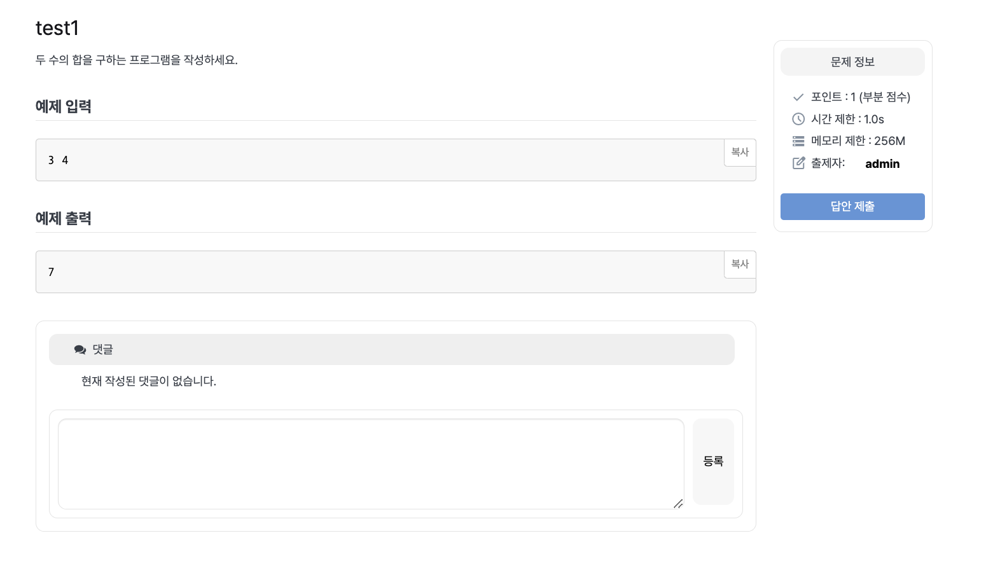 test1
두 수의 합을 구하는 프로그램을 작성하세요.
예제 입력
3 4
복사
예제 출력
7
복사
댓글
현재 작성된 댓글이 없습니다.
등록
문제 정보
포인트 : 1 (부분 점수)
시간 제한 : 1.0s
메모리 제한 : 256M
출제자: admin
답안 제출